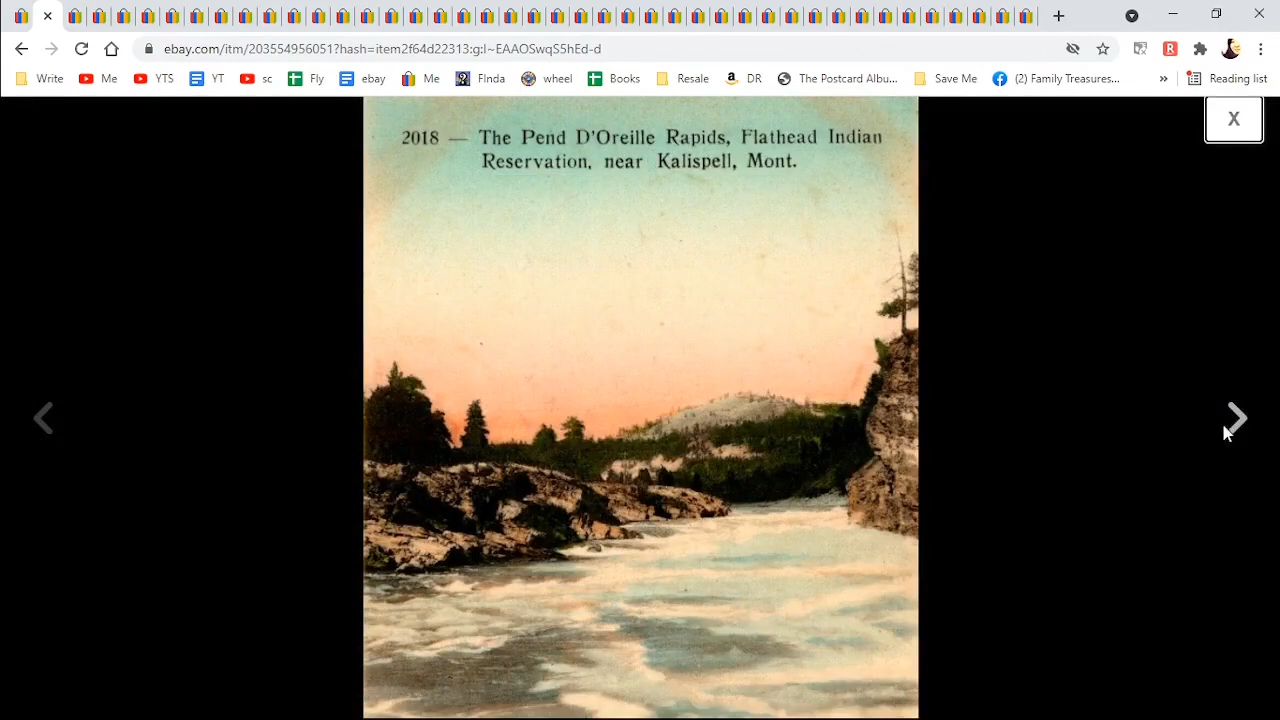 ebay.com/itm/203554956051?hash=item2f64d22313:g:l~EAAOSwqS5hEd-d
R
Write
Me
YTS
YT
sc
Fly
ebay
Me
FInda
wheel
Books
Resale
a
DR
The Postcard Albu...
Save Me
(2) Family Treasures...
»
Reading list
X
2018 — The Pend D'Oreille Rapids, Flathead Indian
Reservation, near Kalispell, Mont.